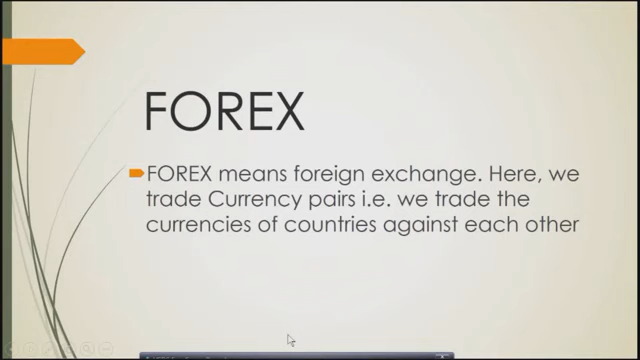 FOREX
FOREX means foreign exchange. Here, we
trade Currency pairs i.e. we trade the
currencies of countries against each other